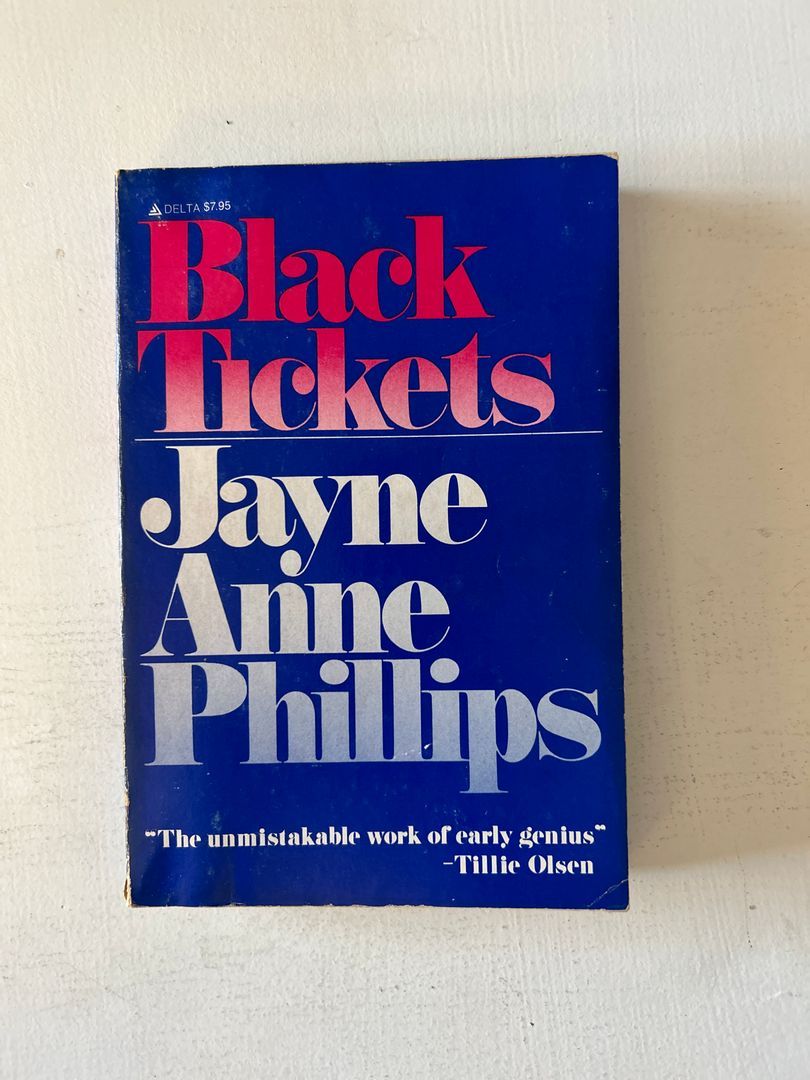 DELTA $7.95
Black
Tickets
Jayne
Anne
Phillips
"The unmistakable work of early genius"
-Tillie Olsen